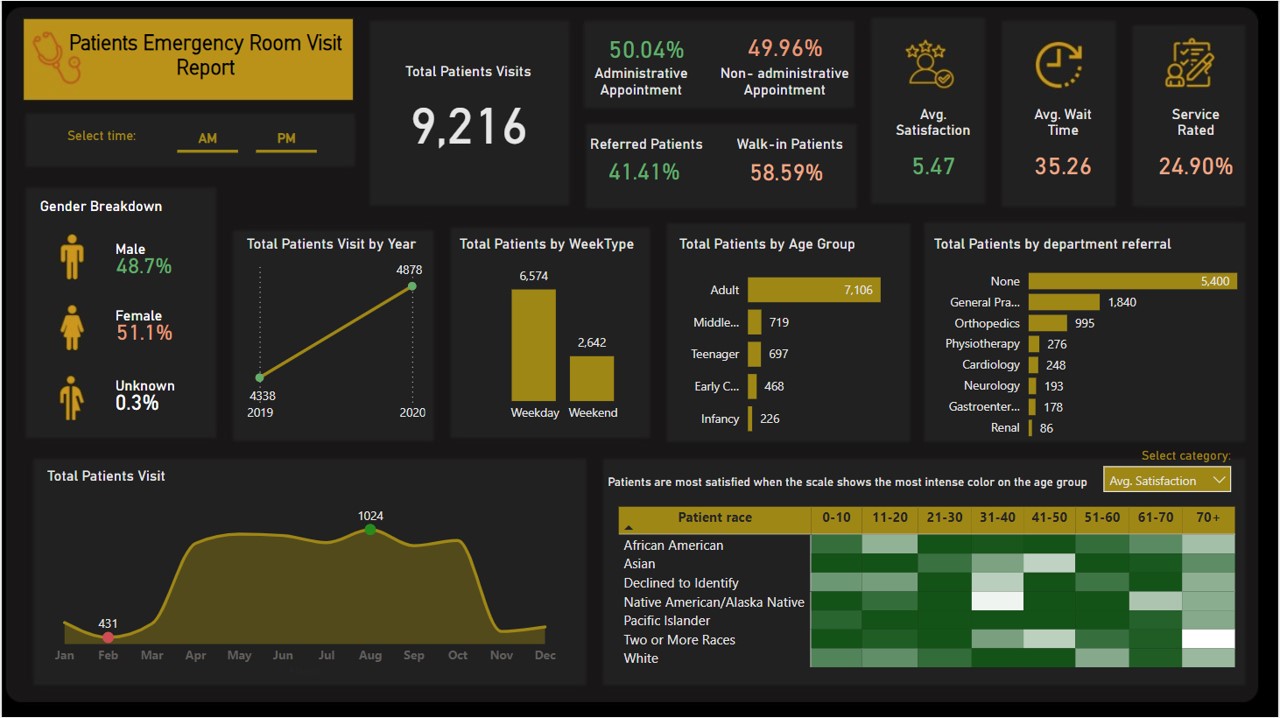 Patients Emergency Room Visit
Report
Select time:
AM
PM
Total Patients Visits
9,216
50.04%
Administrative
Appointment
49.96%
Non- administrative
Appointment
Referred Patients
41.41%
Walk-in Patients
58.59%
Avg.
Satisfaction
5.47
Avg. Wait
Time
35.26
Service
Rated
24.90%
Gender Breakdown
Male
48.7%
Female
51.1%
Unknown
0.3%
Total Patients Visit by Year
4878
4338
2019
2020
Total Patients by WeekType
6,574
2,642
Weekday
Weekend
Total Patients by Age Group
Adult 7,106
Middle... 719
Teenager 697
Early C... 468
Infancy 226
Total Patients by department referral
None 5,400
General Pra... 1,840
Orthopedics 995
Physiotherapy 276
Cardiology 248
Neurology 193
Gastroenter... 178
Renal 86
Total Patients Visit
1024
431
Jan Feb Mar Apr May Jun Jul Aug Sep Oct Nov Dec
Select category:
Patients are most satisfied when the scale shows the most intense color on the age group
Avg. Satisfaction
Patient race 0-10 11-20 21-30 31-40 41-50 51-60 61-70 70+
African American
Asian
Declined to Identify
Native American/Alaska Native
Pacific Islander
Two or More Races
White